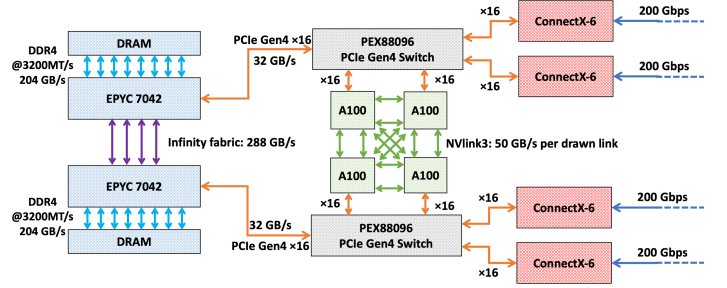 DDR4
@3200MT/s
204 GB/s
DRAM
EPYC 7042
PCIe Gen4 ×16
32 GB/s
PEX88096
PCIe Gen4 Switch
×16
×16
ConnectX-6
200 Gbps
ConnectX-6
200 Gbps
×16
×16
A100
A100
Infinity fabric: 288 GB/s
NVlink3: 50 GB/s per drawn link
A100
A100
EPYC 7042
DDR4
@3200MT/s
204 GB/s
DRAM
32 GB/s
PCIe Gen4 ×16
×16
×16
PEX88096
PCIe Gen4 Switch
×16
×16
ConnectX-6
200 Gbps
ConnectX-6
200 Gbps